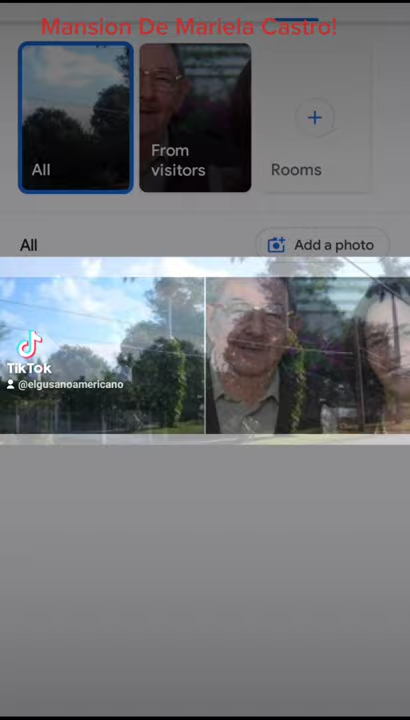 Mansion De Mariela Castro!
All
From
visitors
Rooms
All
Add a photo
TikTok
@elgusanoamericano